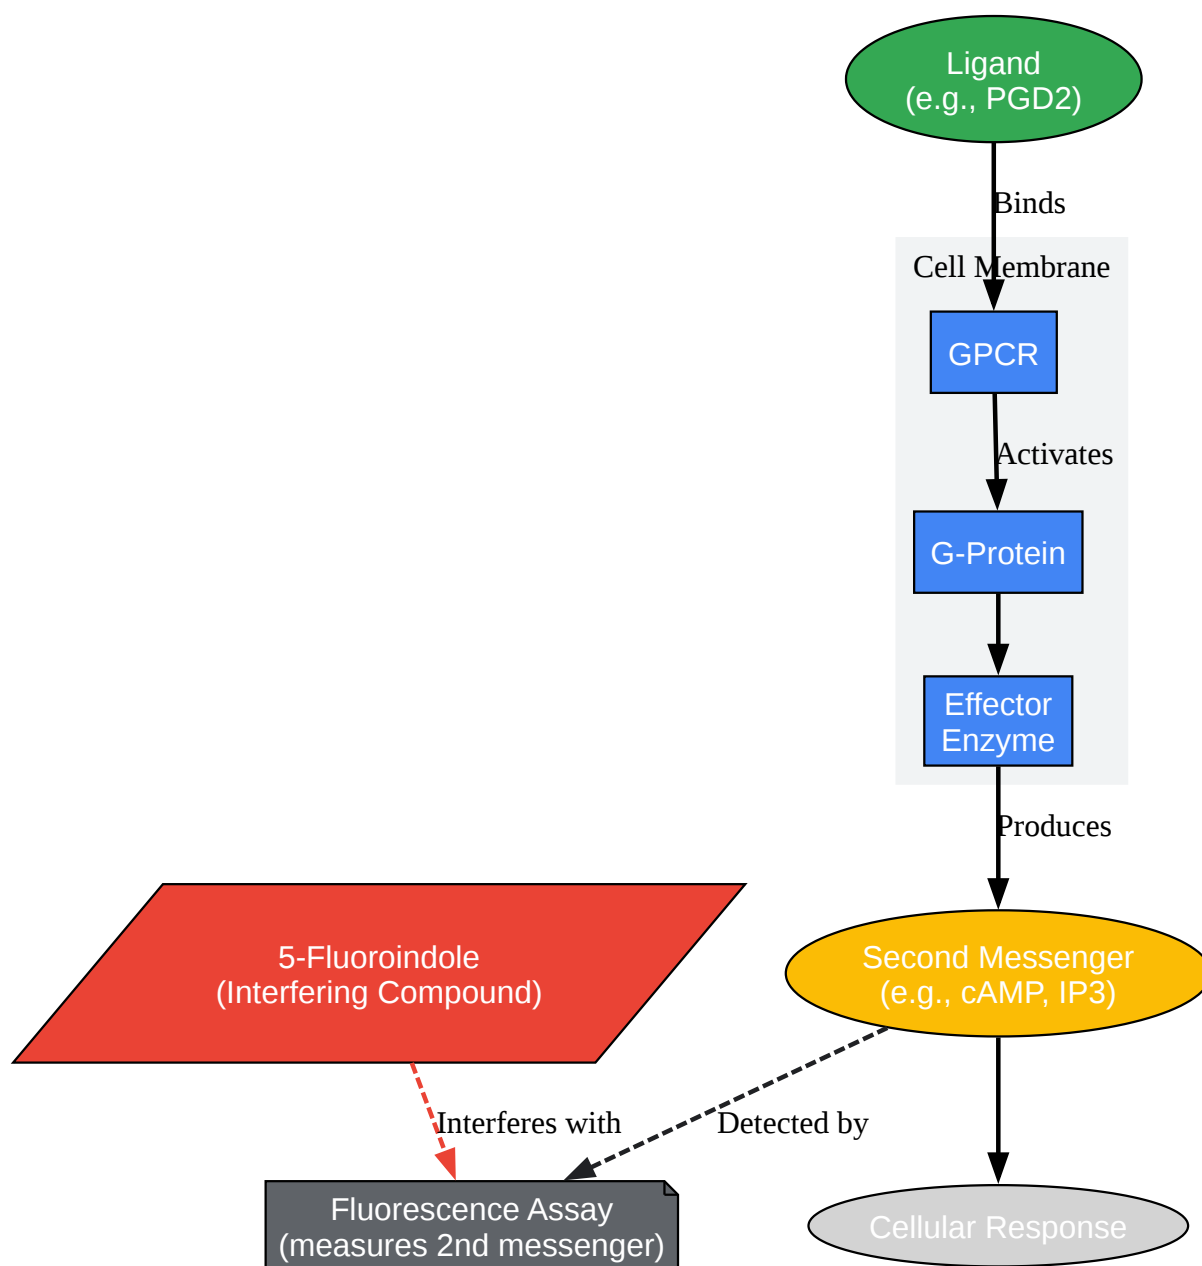 Ligand
(e.g., PGD2)
Binds
Cell Membrane
GPCR
Activates
G-Protein
Effector
Enzyme
Produces
5-Fluoroindole
(Interfering Compound)
Second Messenger
(e.g., cAMP, IP3)
Interferes with
Detected by
Fluorescence Assay
(measures 2nd messenger)
Cellular Response